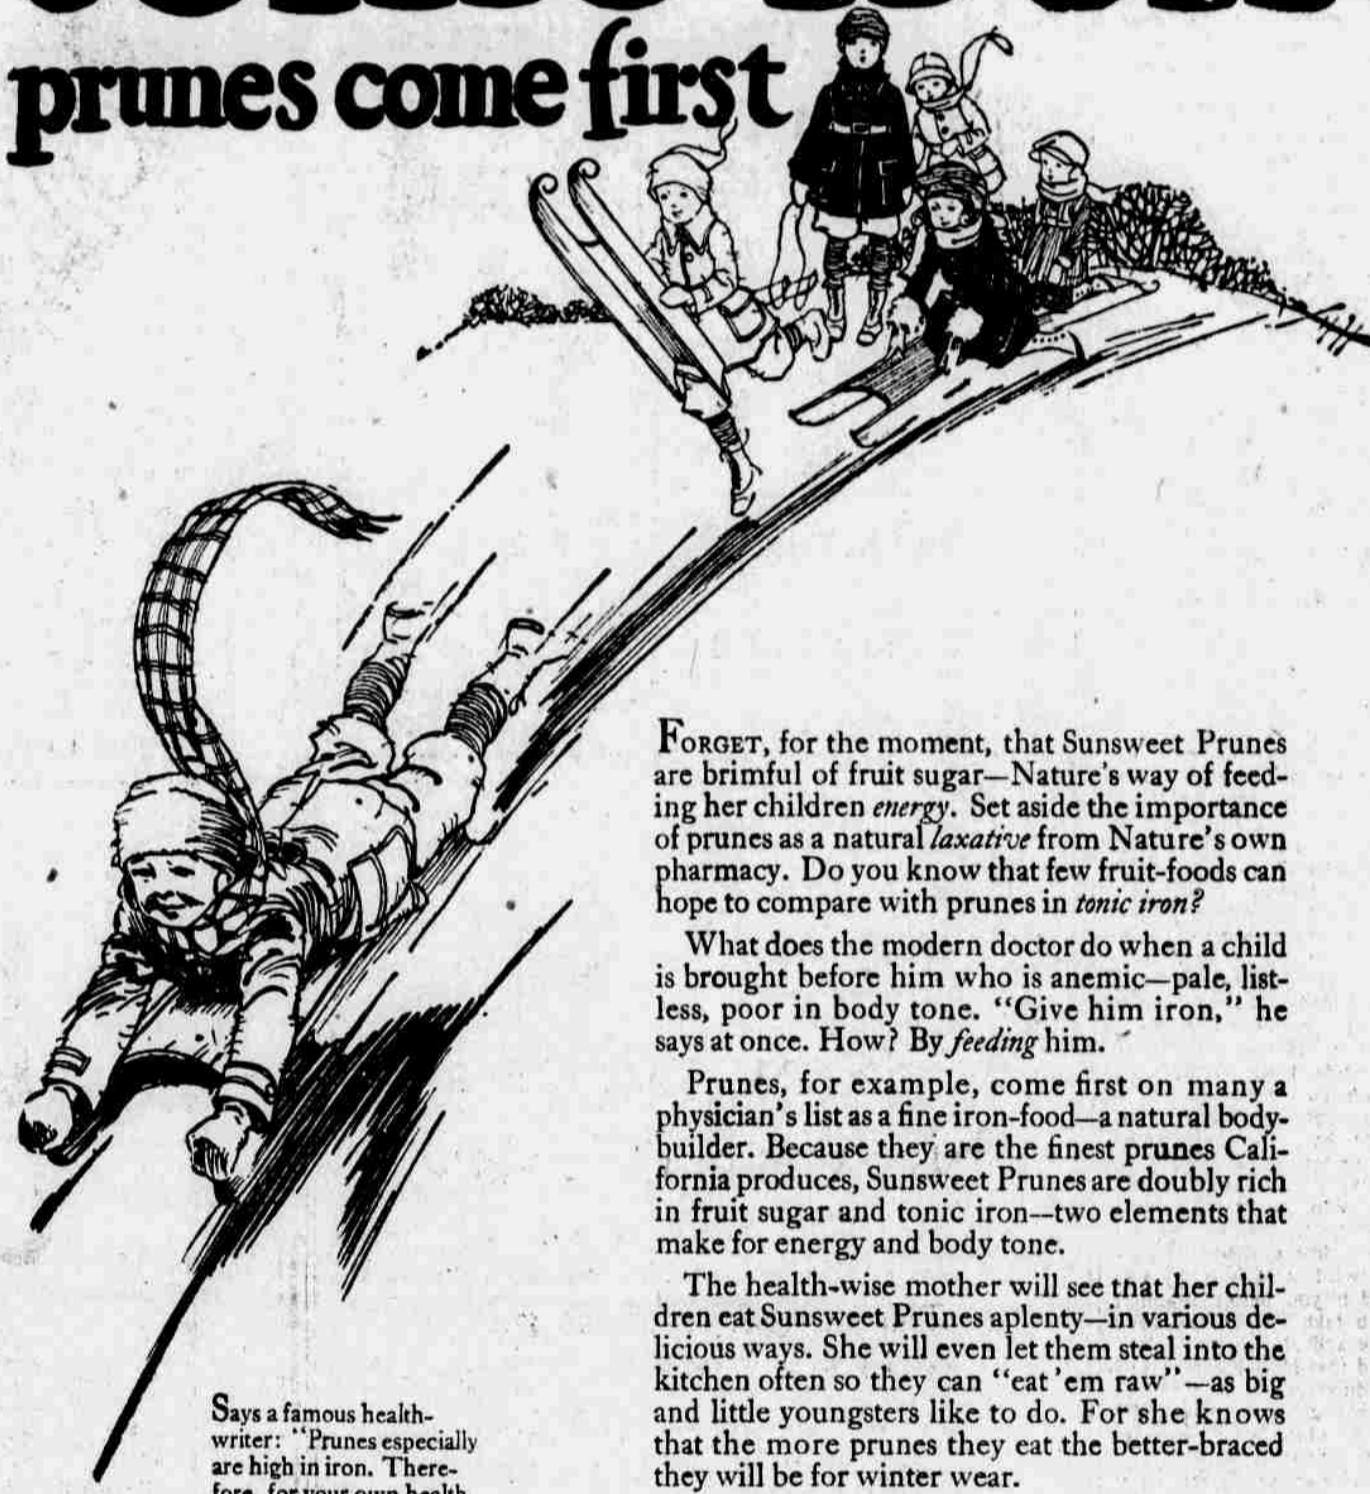 prunes come first
FORGET, for the moment, that Sunsweet Prunes
are brimful of fruit sugar—Nature's way of feed-
ing her children energy. Set aside the importance
of prunes as a natural laxative from Nature's own
pharmacy. Do you know that few fruit-foods can
hope to compare with prunes in tonic iron?
What does the modern doctor do when a child
is brought before him who is anemic—pale, list-
less, poor in body tone. "Give him iron," he
says at once. How? By feeding him.
Prunes, for example, come first on many a
physician's list as a fine iron-food—a natural body-
builder. Because they are the finest prunes Cali-
fornia produces, Sunsweet Prunes are doubly rich
in fruit sugar and tonic iron—two elements that
make for energy and body tone.
The health-wise mother will see that her chil-
dren eat Sunsweet Prunes aplenty—in various de-
licious ways. She will even let them steal into the
kitchen often so they can "eat 'em raw"—as big
and little youngsters like to do. For she knows
that the more prunes they eat the better-braced
they will be for winter wear.
Says a famous health-
writer: "Prunes especially
are high in iron. There-
fore, for your own health